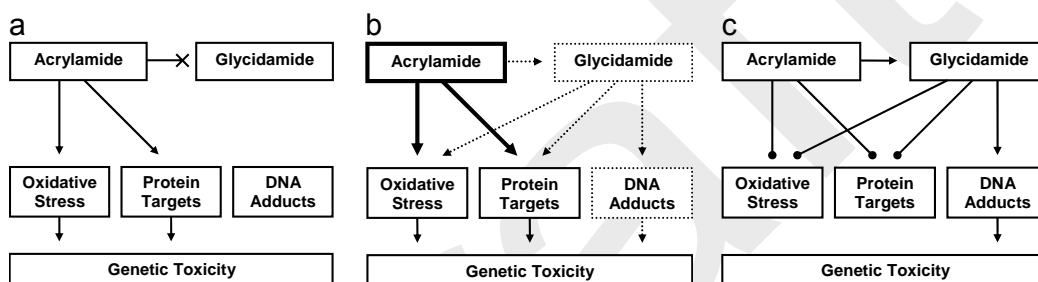 a
Acrylamide
Glycidamide
Oxidative
Stress
Protein
Targets
DNA
Adducts
Genetic Toxicity
b
Acrylamide
Glycidamide
Oxidative
Stress
Protein
Targets
DNA
Adducts
Genetic Toxicity
c
Acrylamide
Glycidamide
Oxidative
Stress
Protein
Targets
DNA
Adducts
Genetic Toxicity